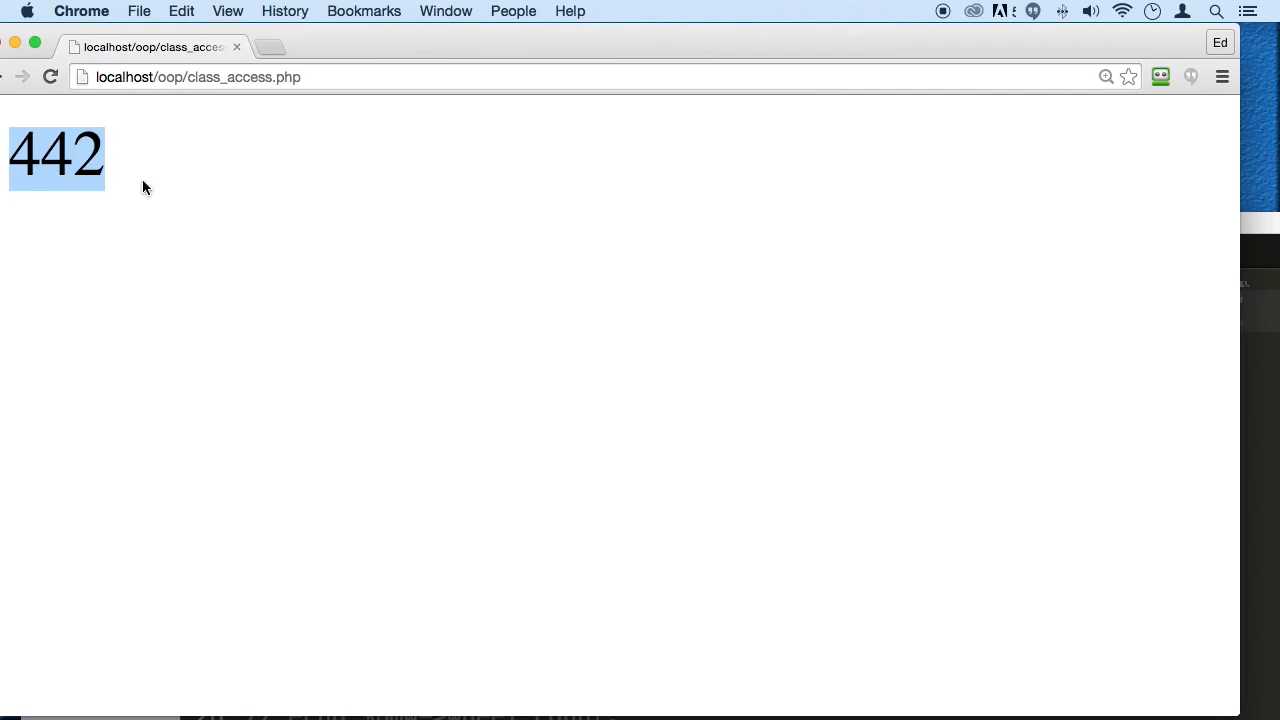 Chrome File Edit View History Bookmarks Window People Help
localhost/oop/class_acces
Ed
localhost/oop/class_access.php
442